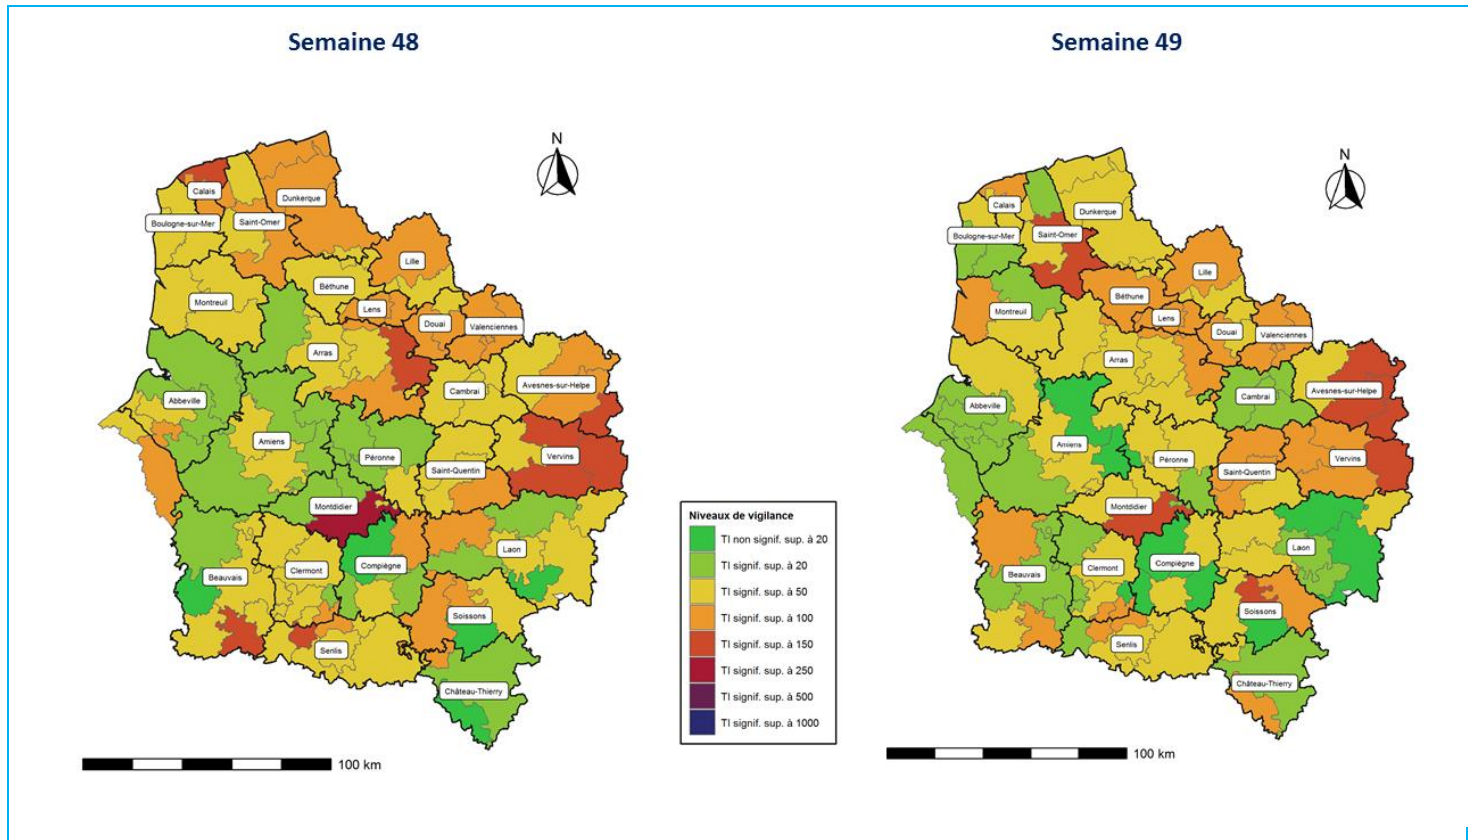 Semaine 48
Semaine 49
N
Calais
Dunkerque
Boulogne-sur-Mer
Saint-Omer
Lille
Béthune
Montreuil
Lens
Douai
Valenciennes
Arras
Cambrai
Avesnes-sur-Helpe
Abbeville
Amiens
Péronne
Saint-Quentin
Vervins
Montdidier
Laon
Compiègne
Clermont
Beauvais
Soissons
Senlis
Château-Thierry
100 km
Niveaux de vigilance
TI non signif. sup. à 20
TI signif. sup. à 20
TI signif. sup. à 50
TI signif. sup. à 100
TI signif. sup. à 150
TI signif. sup. à 250
TI signif. sup. à 500
TI signif. sup. à 1000
N
Calais
Dunkerque
Boulogne-sur-Mer
Saint-Omer
Lille
Béthune
Montreuil
Lens
Douai
Valenciennes
Arras
Avesnes-sur-Helpe
Cambrai
Abbeville
Amiens
Péronne
Vervins
Saint-Quentin
Montdidier
Laon
Compiègne
Clermont
Beauvais
Soissons
Senlis
Château-Thierry
100 km